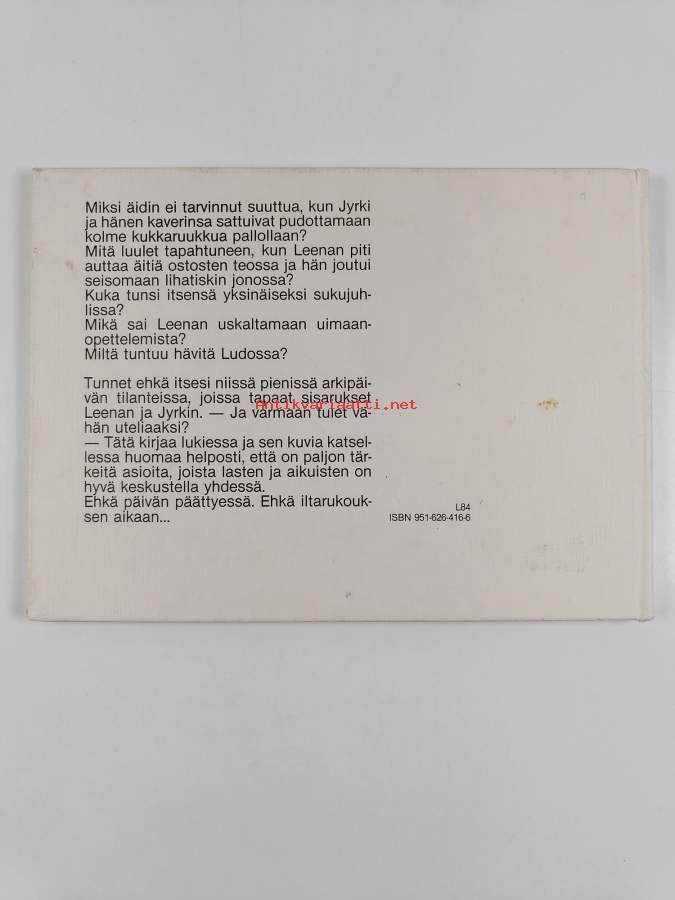 Miksi äidin ei tarvinnut suuttua, kun Jyrki
ja hänen kaverinsa sattuivat pudottamaan
kolme kukkaruukkua pallollaan?
Mitä luulet tapahtuneen, kun Leenan piti
auttaa äitiä ostosten teossa ja hän joutui
seisomaan lihatiskin jonossa?
Kuka tunsi itsensä yksinäiseksi sukujuh-
lissa?
Mikä sai Leenan uskaltamaan uimaan-
opettelemista?
Miltä tuntuu hävitä Ludossa?
Tunnet ehkä itsesi niissä pienissä arkipäi-
vän tilanteissa, joissa tapaat sisarukset
Antikvariaatti.net
Leenan ja Jyrkin. — Ja varmaan tulet vä-
hän uteliaaksi?
— Tätä kirjaa lukiessa ja sen kuvia katsel-
lessa huomaa helposti, että on paljon tär-
keitä asioita, joista lasten ja aikuisten on
hyvä keskustella yhdessä.
Ehkä päivän päättyessä. Ehkä iltarukouk-
sen aikaan...
L84
ISBN 951-626-416-6